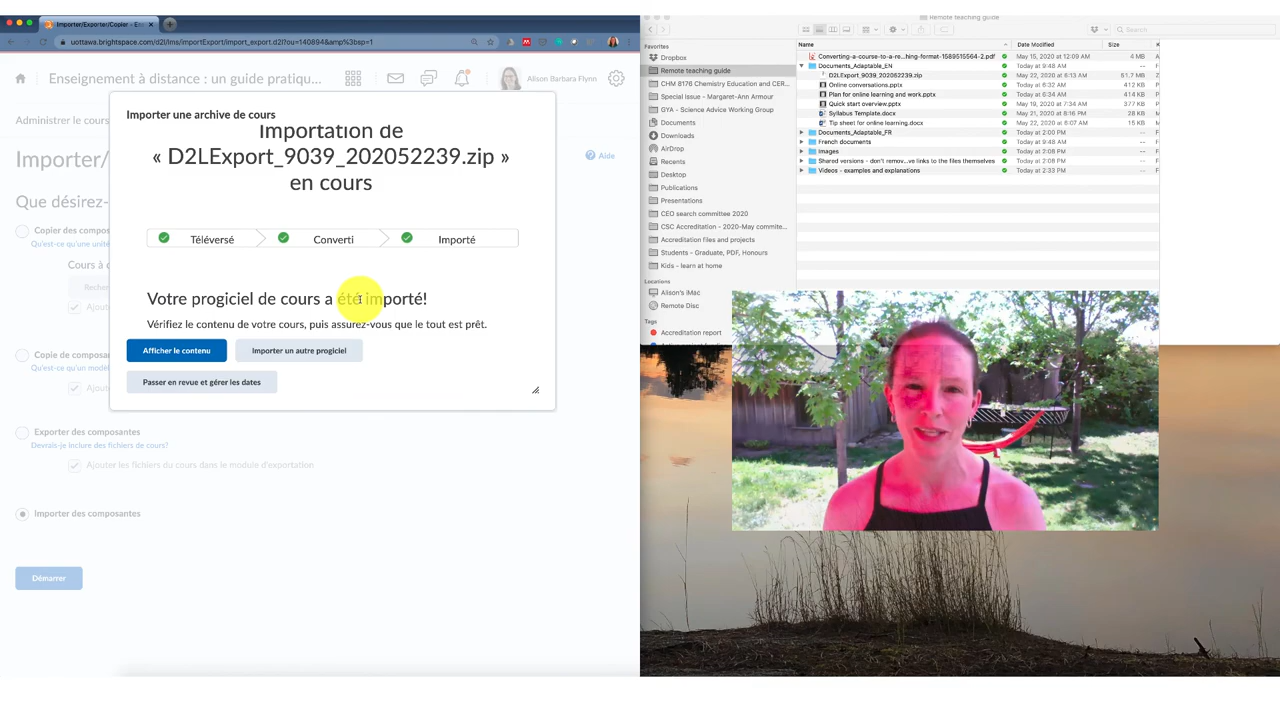 Importer/Exporter/Copier - Ens
uottawa.brightspace.com/d2l/lms/importExport/import_export.d2l?ou=140894&amp%3bsp=1
Enseignement à distance : un guide pratiqu...
Alison Barbara Flynn
Administrer le cours
Importer/
Aide
Que désirez-
Copier des compos
Qu'est-ce qu'une unité
Cours à c
Recher
Ajoute
Copie de composan
Qu'est-ce qu'un modèl
Ajout
Exporter des composantes
Devrais-je inclure des fichiers de cours?
Ajouter les fichiers du cours dans le module d'exportation
Importer des composantes
Démarrer
Importer une archive de cours
Importation de
« D2LExport_9039_202052239.zip »
en cours
Téléversé
Converti
Importé
Votre progiciel de cours a été importé!
Vérifiez le contenu de votre cours, puis assurez-vous que le tout est prêt.
Afficher le contenu
Importer un autre progiciel
Passer en revue et gérer les dates
Remote teaching guide
Search
Favorites
Dropbox
Remote teaching guide
CHM 8176 Chemistry Education and CER...
Special Issue - Margaret-Ann Armour
GYA - Science Advice Working Group
Documents
Downloads
AirDrop
Recents
Desktop
Publications
Presentations
CEO search committee 2020
CSC Accreditation - 2020-May committe...
Accreditation files and projects
Students - Graduate, PDF, Honours
Kids - learn at home
Locations
Alison's iMac
Remote Disc
Tags
Accreditation report
Name Date Modified Size K
Converting-a-course-to-a-re...hing-format-1589515564-2.pdf May 15, 2020 at 12:09 AM 4 MB
Documents_Adaptable_EN Today at 9:48 AM --
D2LExport_9039_202052239.zip May 22, 2020 at 6:13 AM 61.7 MB
Online conversations.pptx Today at 6:32 AM 412 KB
Plan for online learning and work.pptx Today at 6:34 AM 414 KB
Quick start overview.pptx May 19, 2020 at 7:34 AM 377 KB
Syllabus Template.docx May 21, 2020 at 8:16 PM 28 KB
Tip sheet for online learning.docx May 22, 2020 at 6:07 AM 15 KB
Documents_Adaptable_FR Today at 2:00 PM --
French documents Today at 9:48 AM --
Images Today at 2:08 PM --
Shared versions - don't remov...ve links to the files themselves Today at 2:08 PM --
Videos - examples and explanations Today at 2:33 PM --